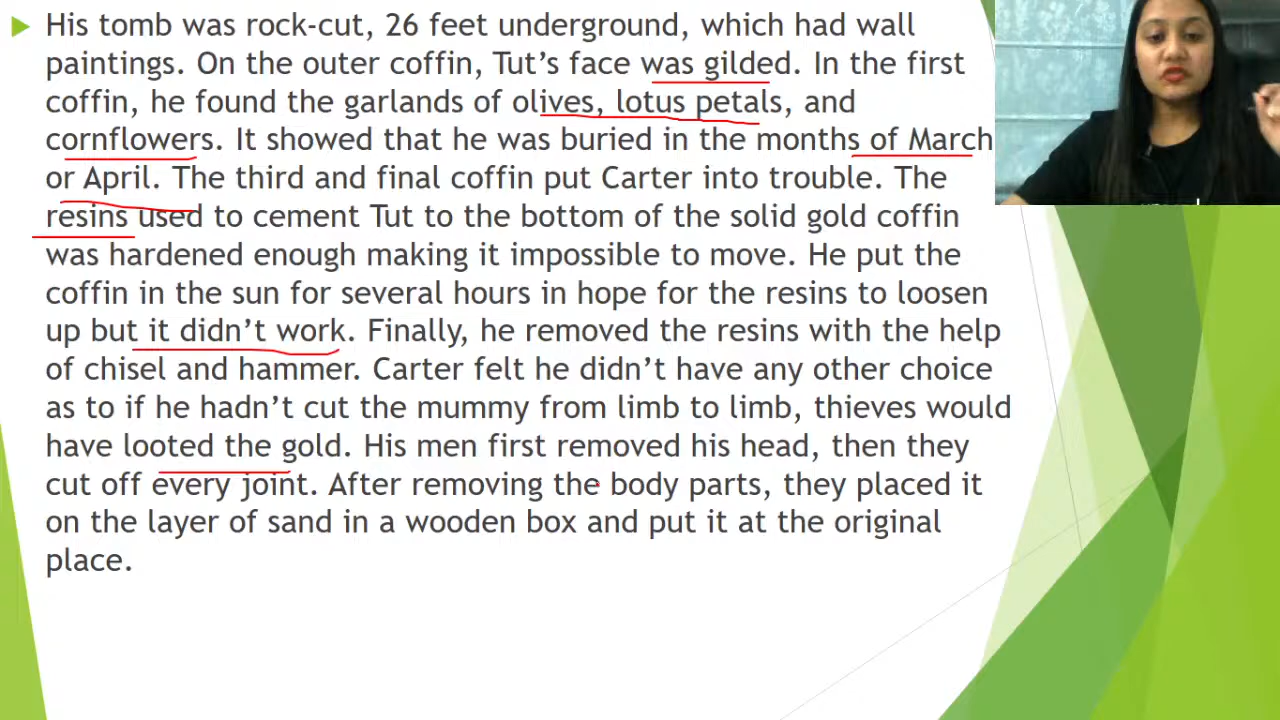 His tomb was rock-cut, 26 feet underground, which had wall
paintings. On the outer coffin, Tut's face was gilded. In the first
coffin, he found the garlands of olives, lotus petals, and
cornflowers. It showed that he was buried in the months of March
or April. The third and final coffin put Carter into trouble. The
resins used to cement Tut to the bottom of the solid gold coffin
was hardened enough making it impossible to move. He put the
coffin in the sun for several hours in hope for the resins to loosen
up but it didn't work. Finally, he removed the resins with the help
of chisel and hammer. Carter felt he didn't have any other choice
as to if he hadn't cut the mummy from limb to limb, thieves would
have looted the gold. His men first removed his head, then they
cut off every joint. After removing the body parts, they placed it
on the layer of sand in a wooden box and put it at the original
place.